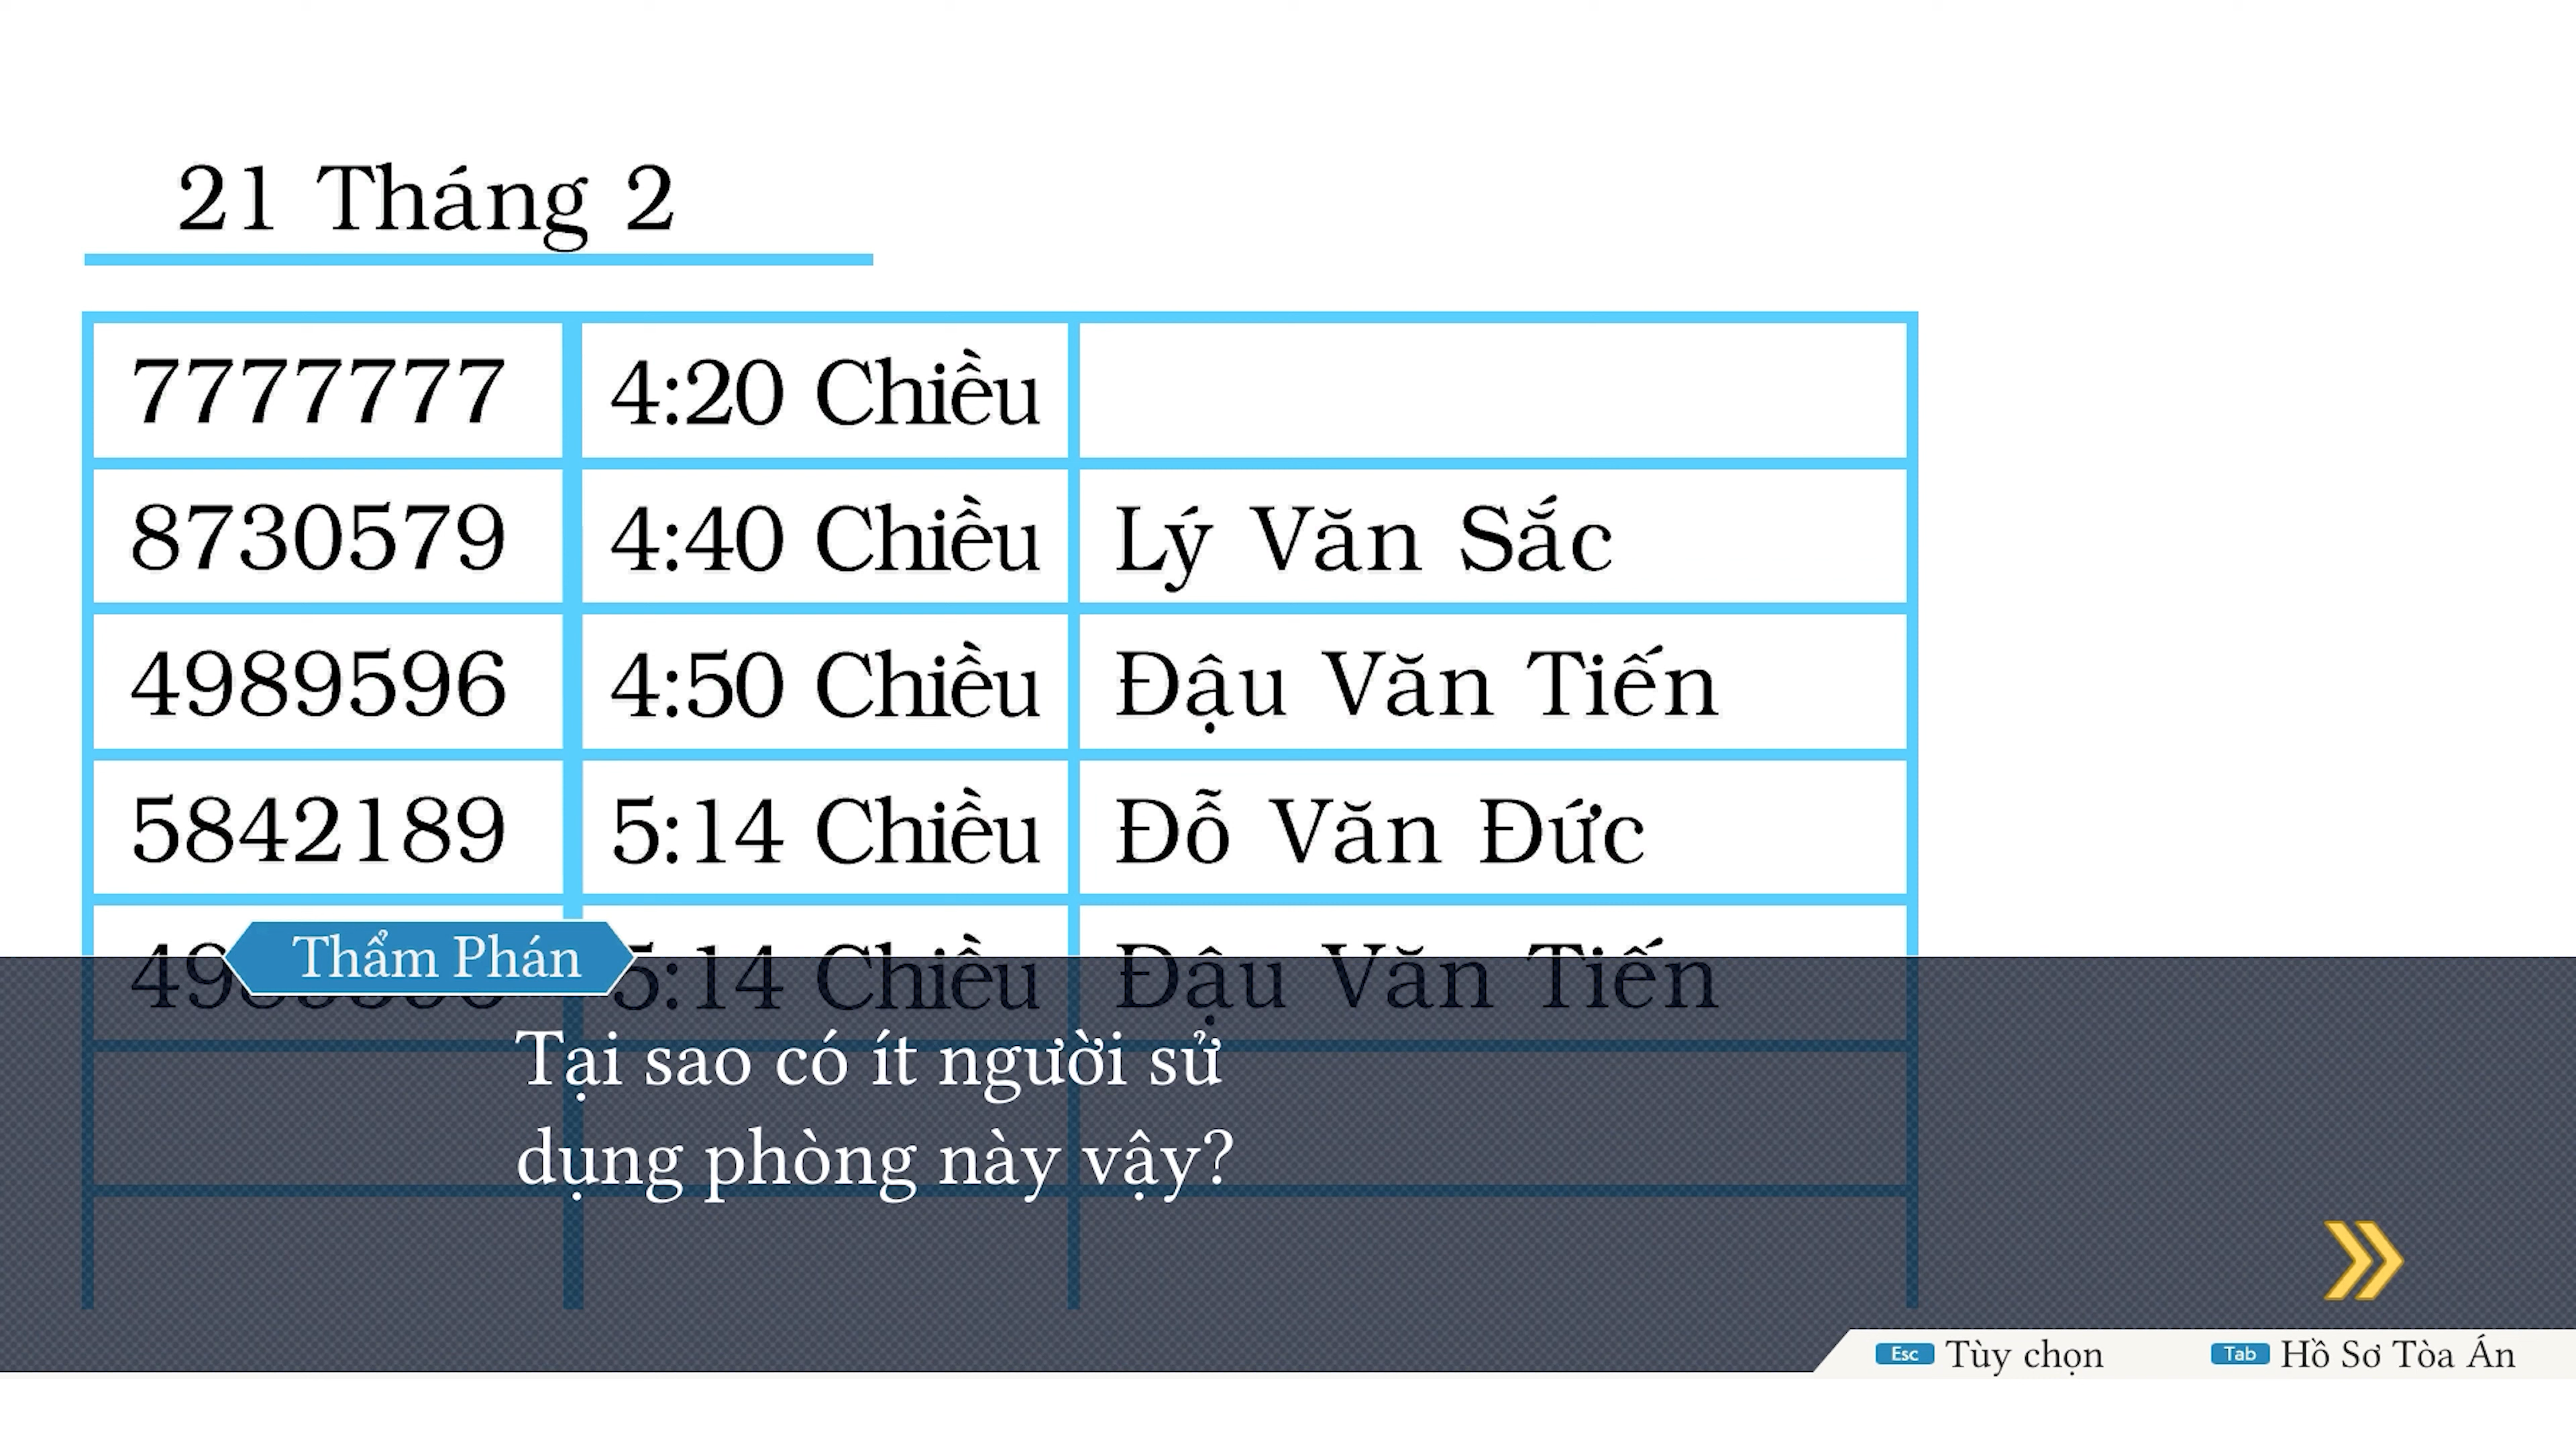 21 Tháng 2
7777777 4:20 Chiều
8730579 4:40 Chiều Lý Văn Sắc
4989596 4:50 Chiều Đậu Văn Tiến
5842189 5:14 Chiều Đỗ Văn Đức
5:14 Chiều Đậu Văn Tiến
Thẩm Phán
Tại sao có ít người sử
dụng phòng này vậy?
Esc Tùy chọn Tab Hồ Sơ Tòa Án